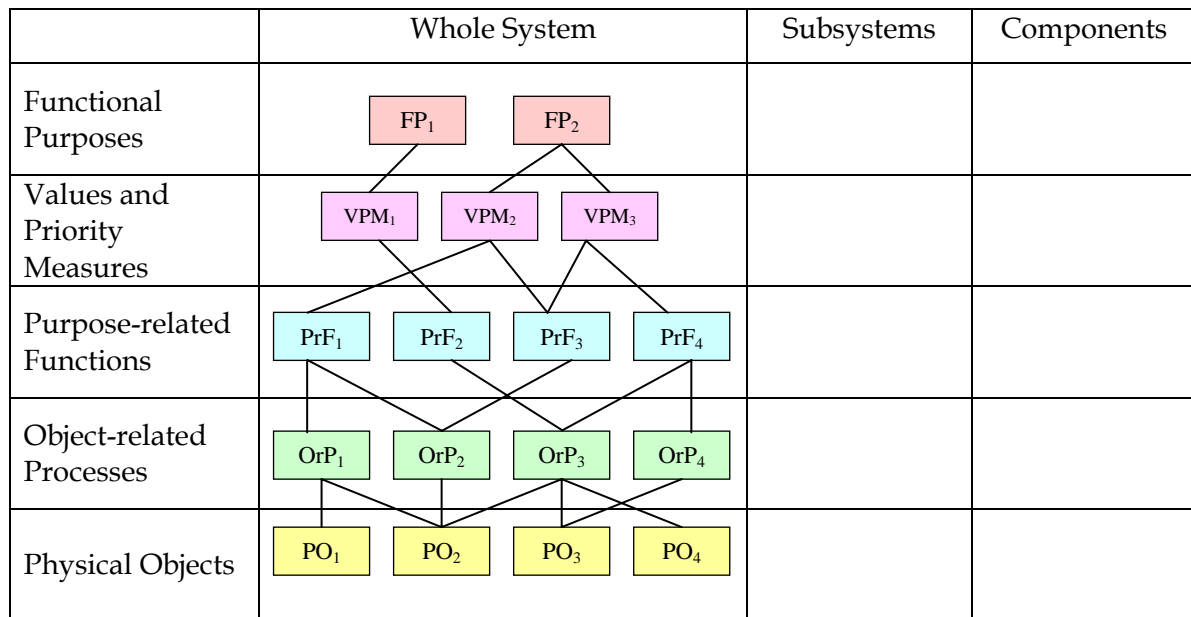 Whole System
Subsystems
Components
Functional
Purposes
FP₁
FP₂
Values and
Priority
Measures
VPM₁
VPM₂
VPM₃
Purpose-related
Functions
PrF₁
PrF₂
PrF₃
PrF₄
Object-related
Processes
OrP₁
OrP₂
OrP₃
OrP₄
Physical Objects
PO₁
PO₂
PO₃
PO₄